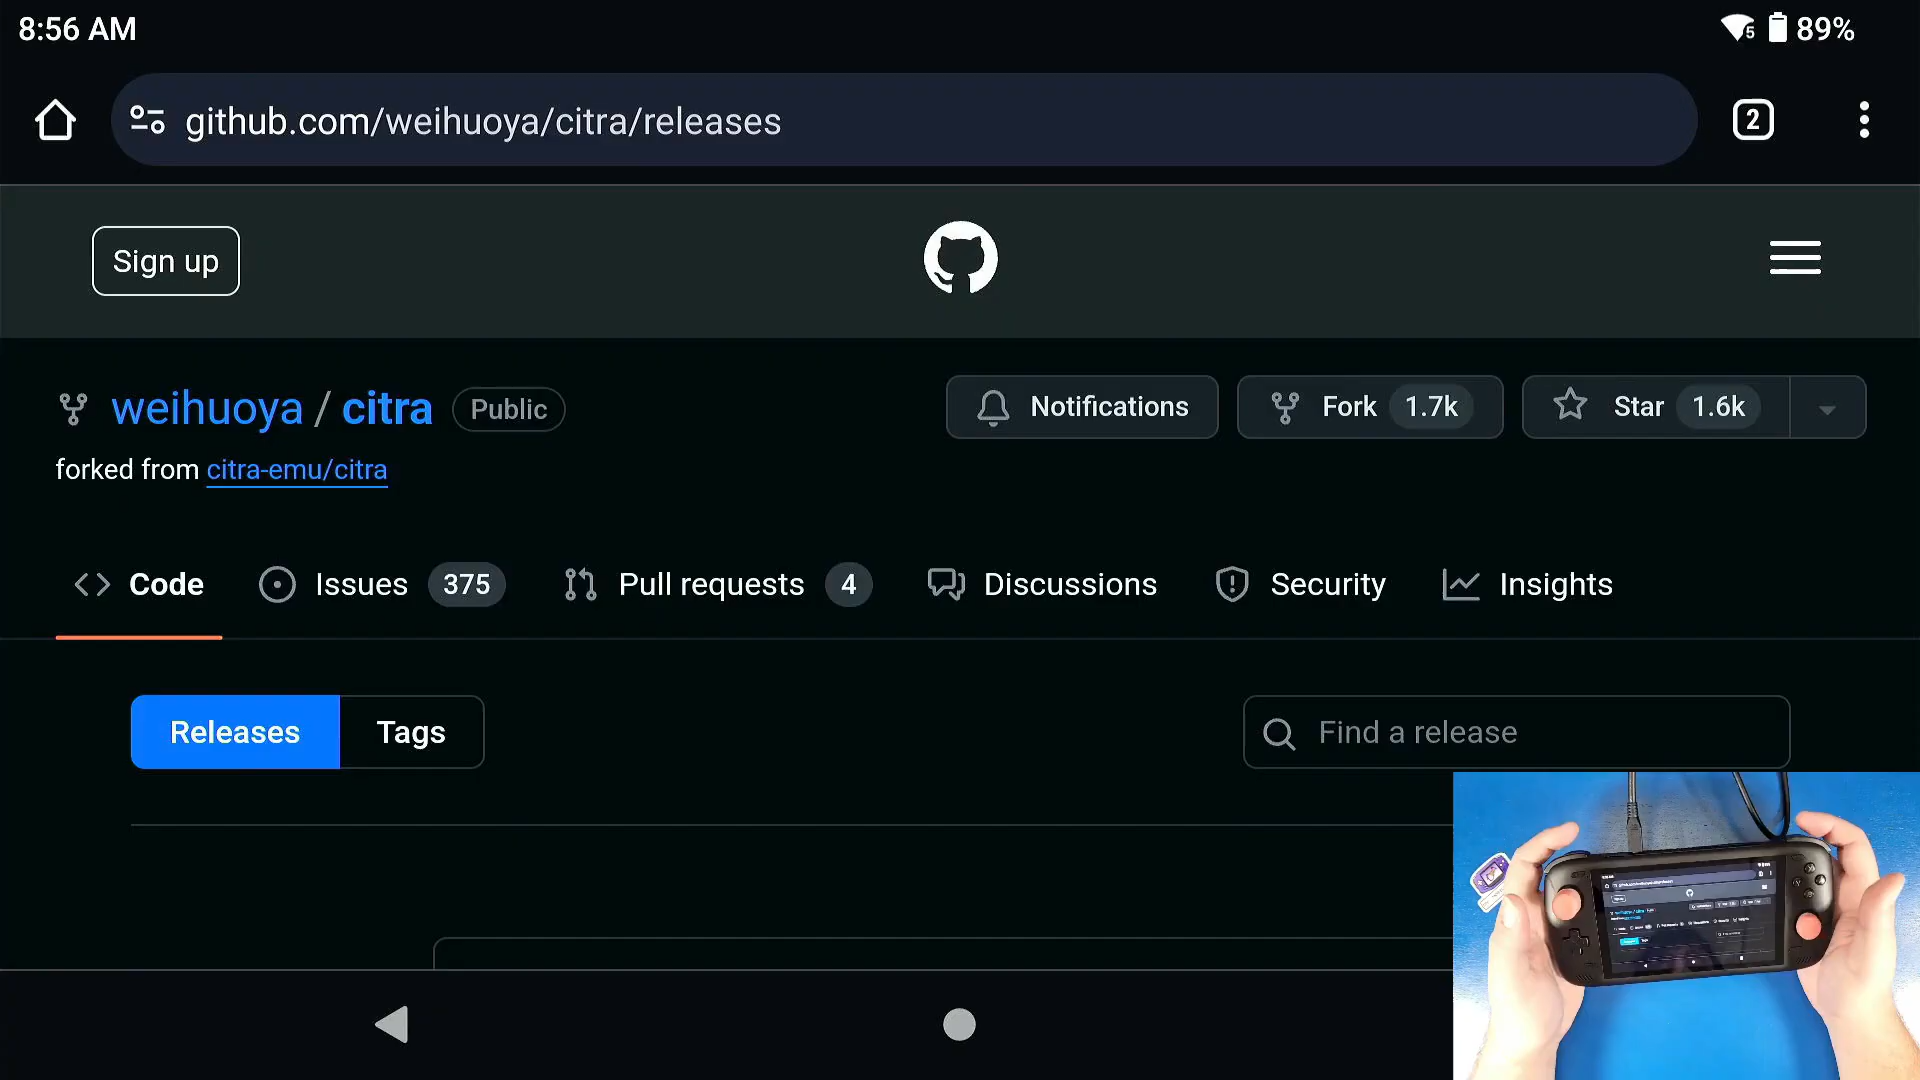 8:56 AM
5 89%
github.com/weihuoya/citra/releases
2
Sign up
weihuoya / citra Public
Notifications
Fork 1.7k
Star 1.6k
forked from citra-emu/citra
Code
Issues 375
Pull requests 4
Discussions
Security
Insights
Releases
Tags
Find a release